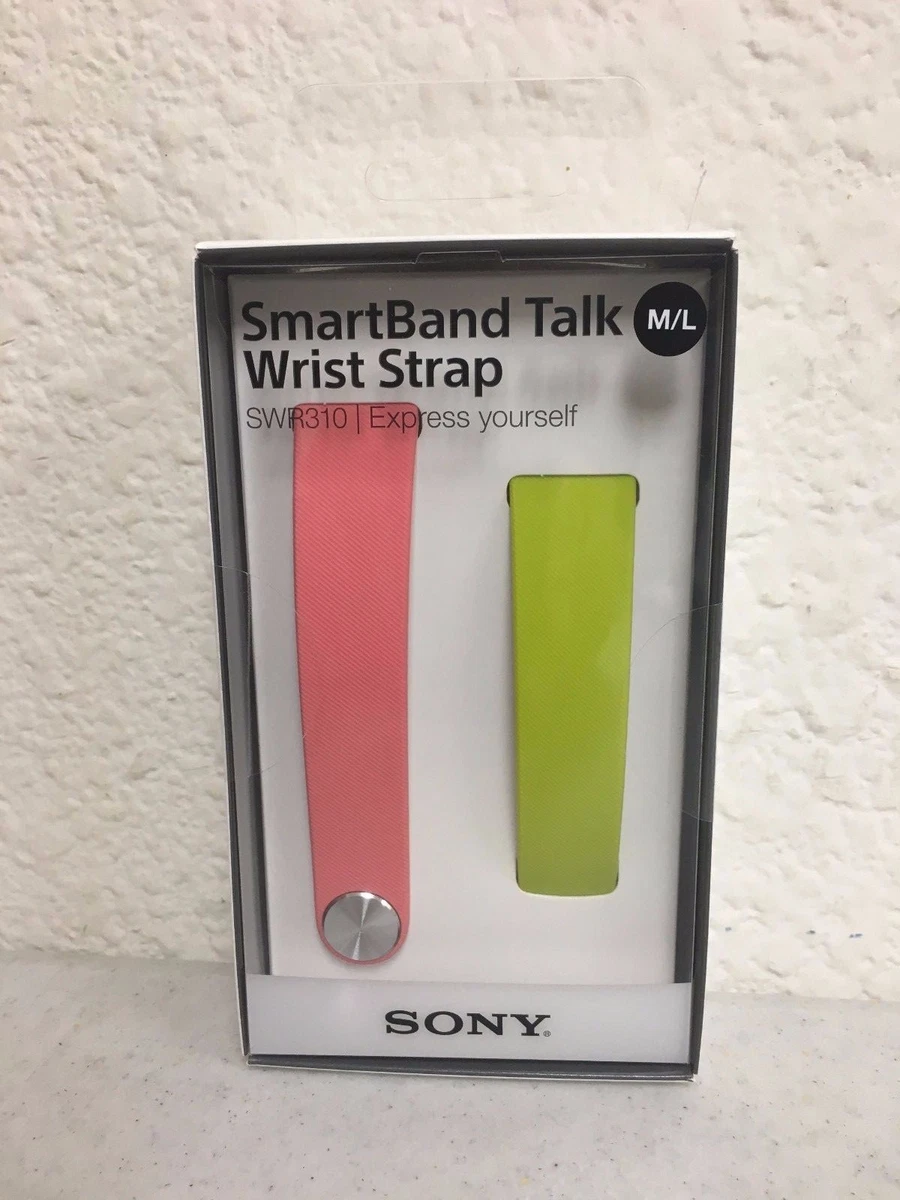 SmartBand Talk
Wrist Strap
M/L
SWR310 | Express yourself
SONY®